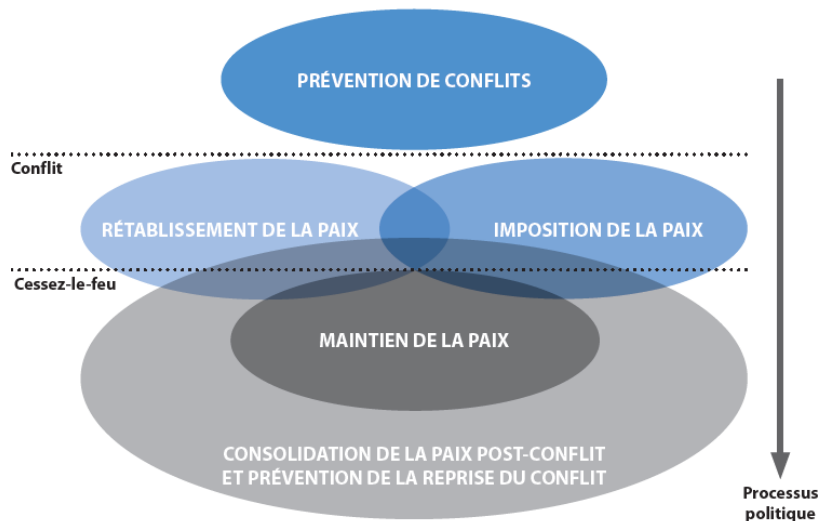 PRÉVENTION DE CONFLITS
Conflit
RÉTABLISSEMENT DE LA PAIX
IMPOSITION DE LA PAIX
Cessez-le-feu
MAINTIEN DE LA PAIX
CONSOLIDATION DE LA PAIX POST-CONFLIT
ET PRÉVENTION DE LA REPRISE DU CONFLIT
Processus
politique